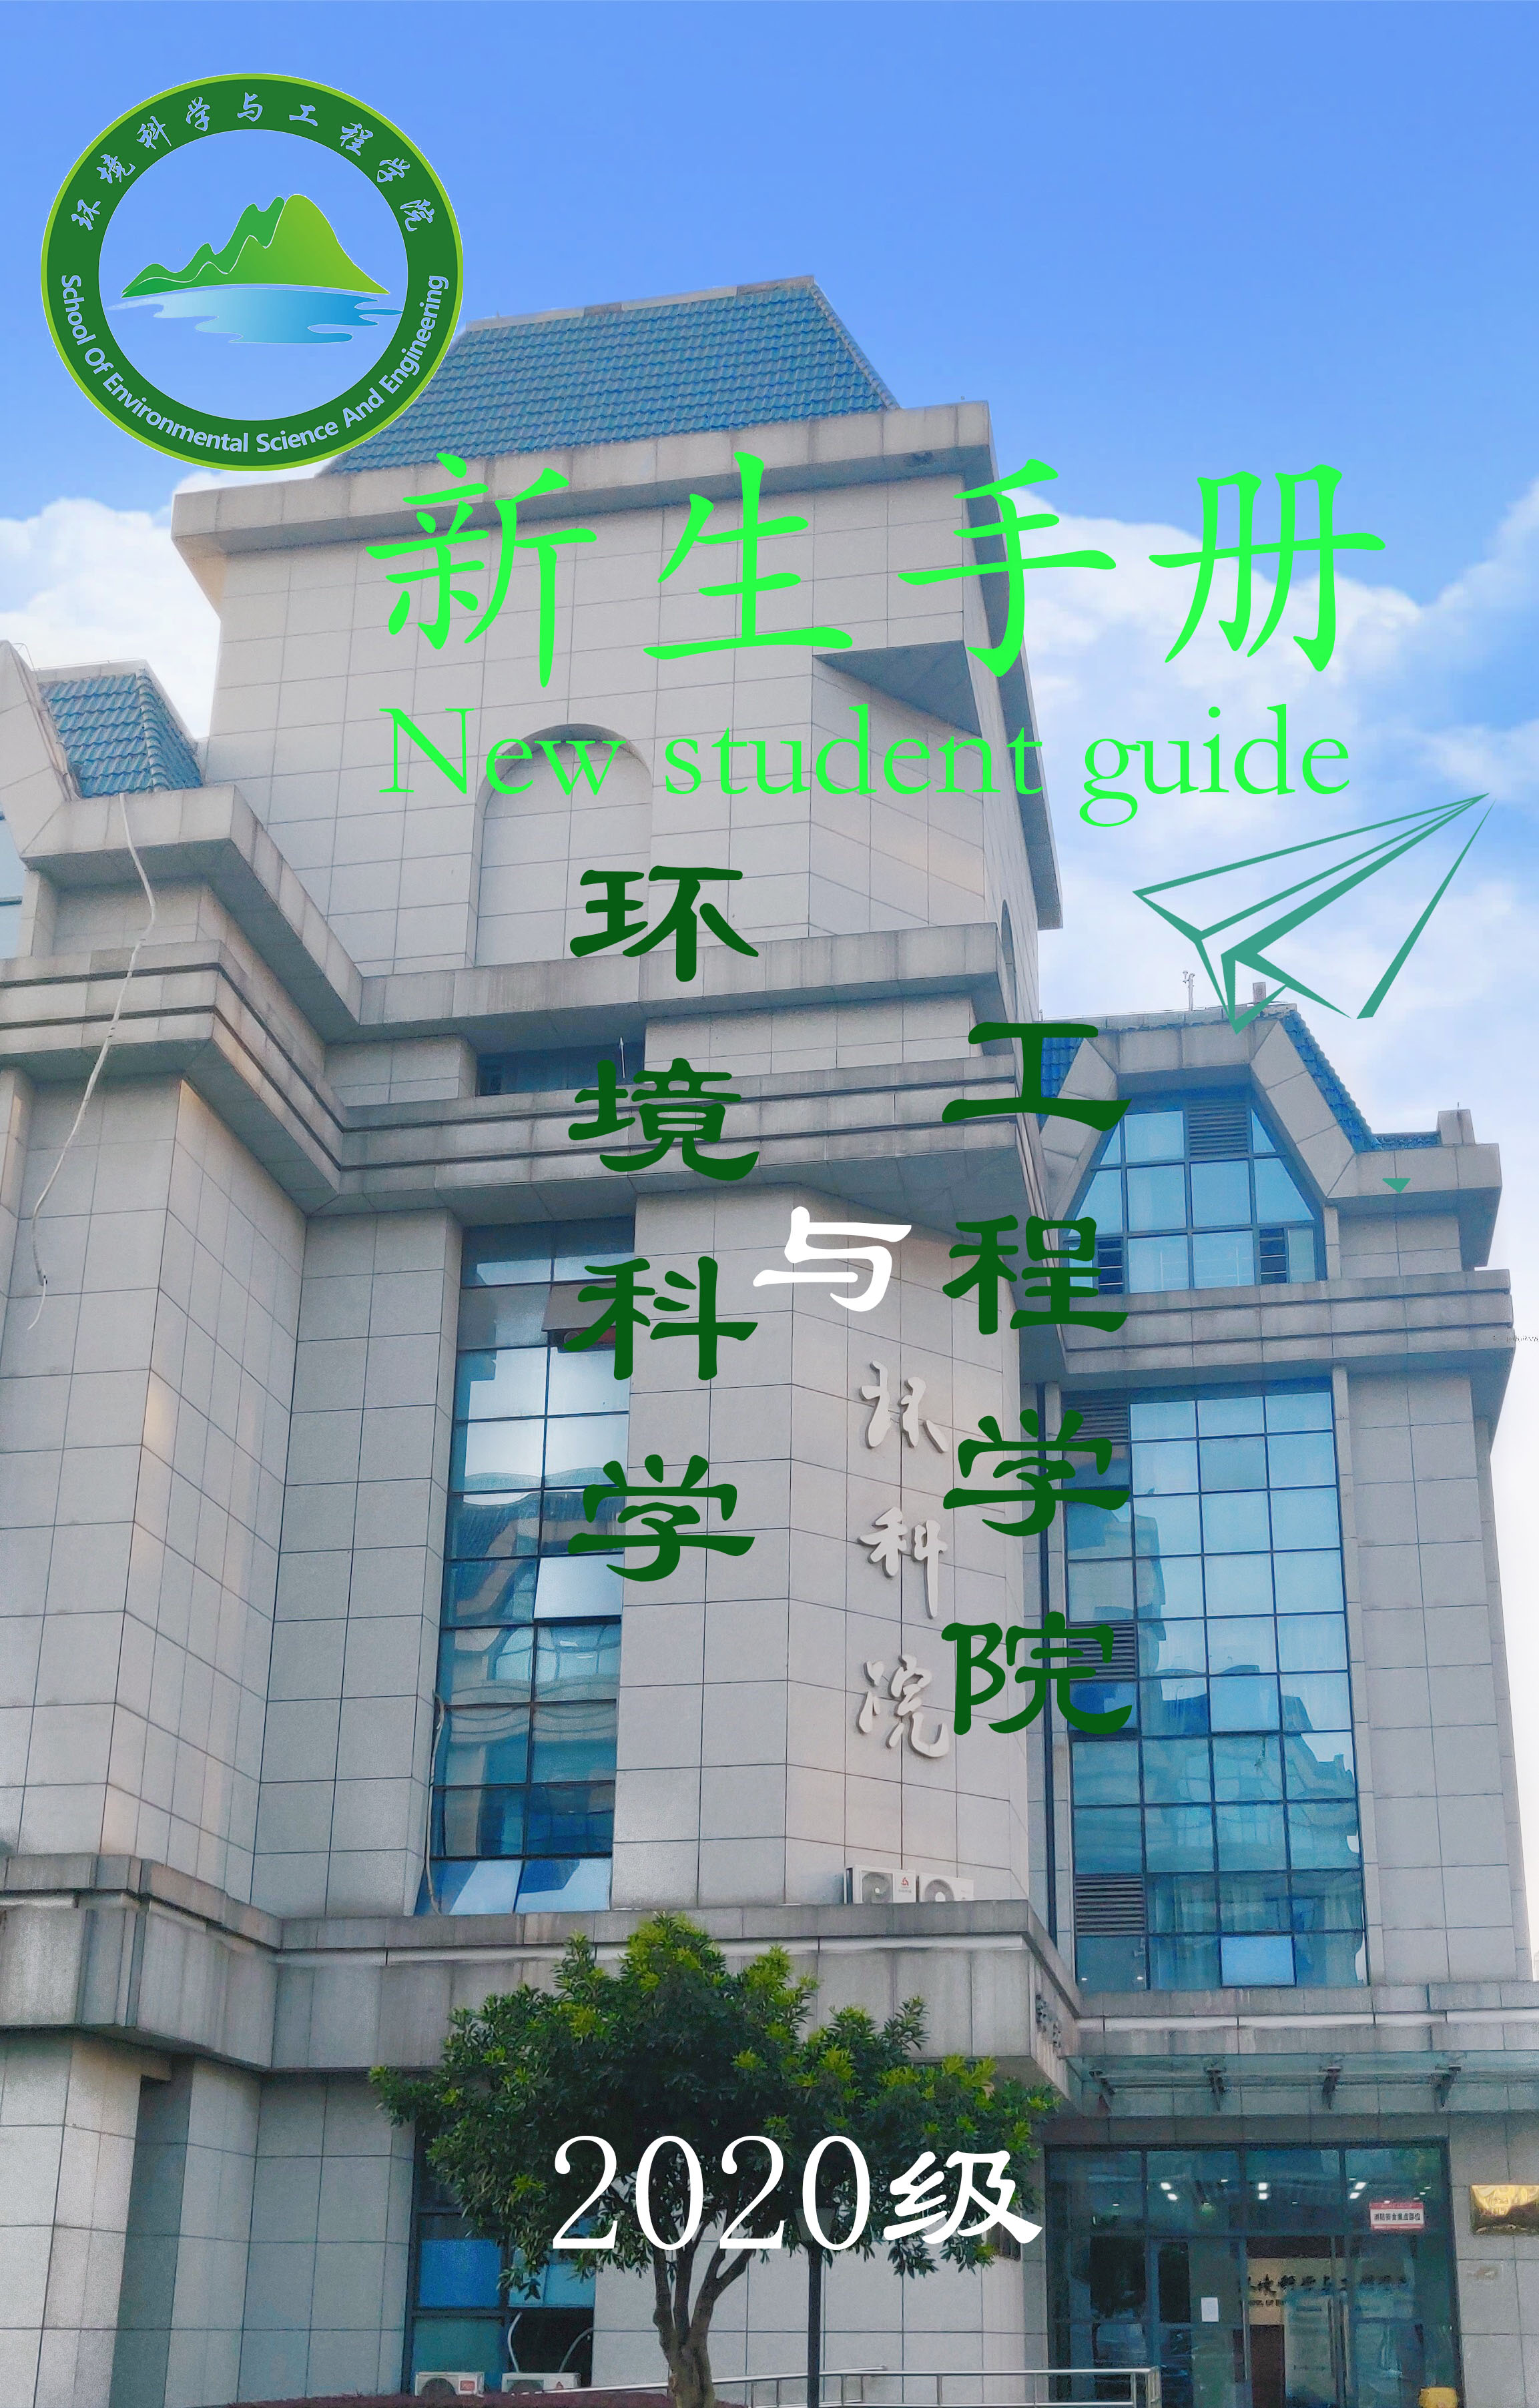 环境科学与工程学院
School Of Environmental Science And Engineering
新生手册
New student guide
环境科学
与
工程学院
环科院
2020级